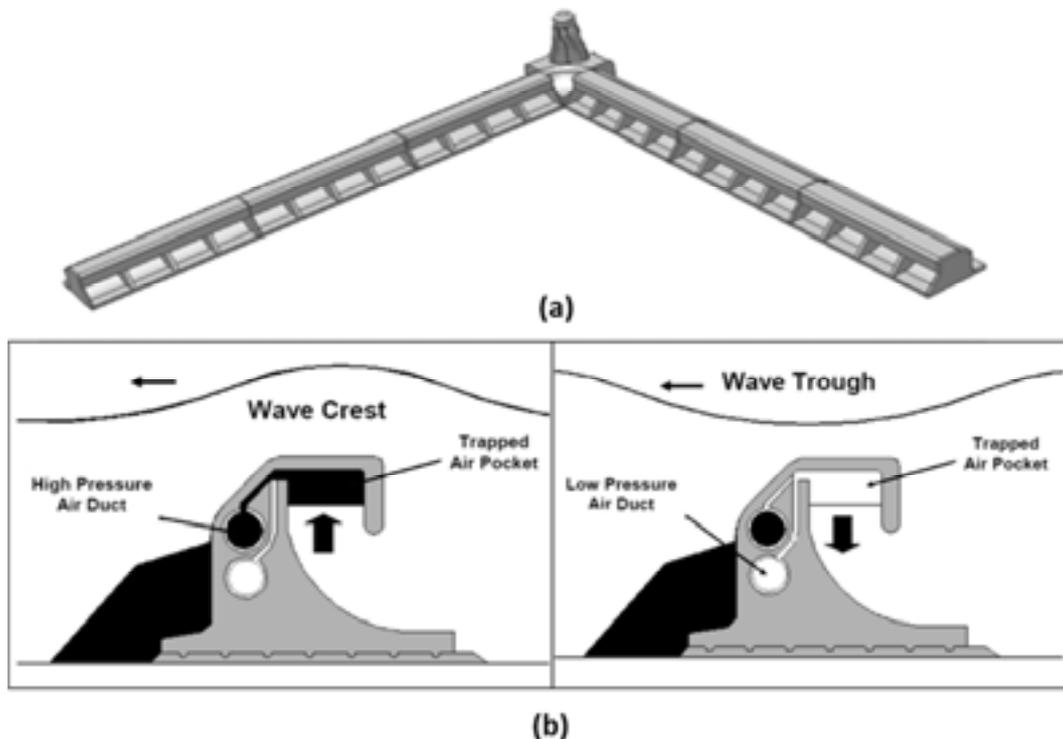 (a)
Wave Crest
Trapped
Air Pocket
High Pressure
Air Duct
Wave Trough
Trapped
Air Pocket
Low Pressure
Air Duct
(b)